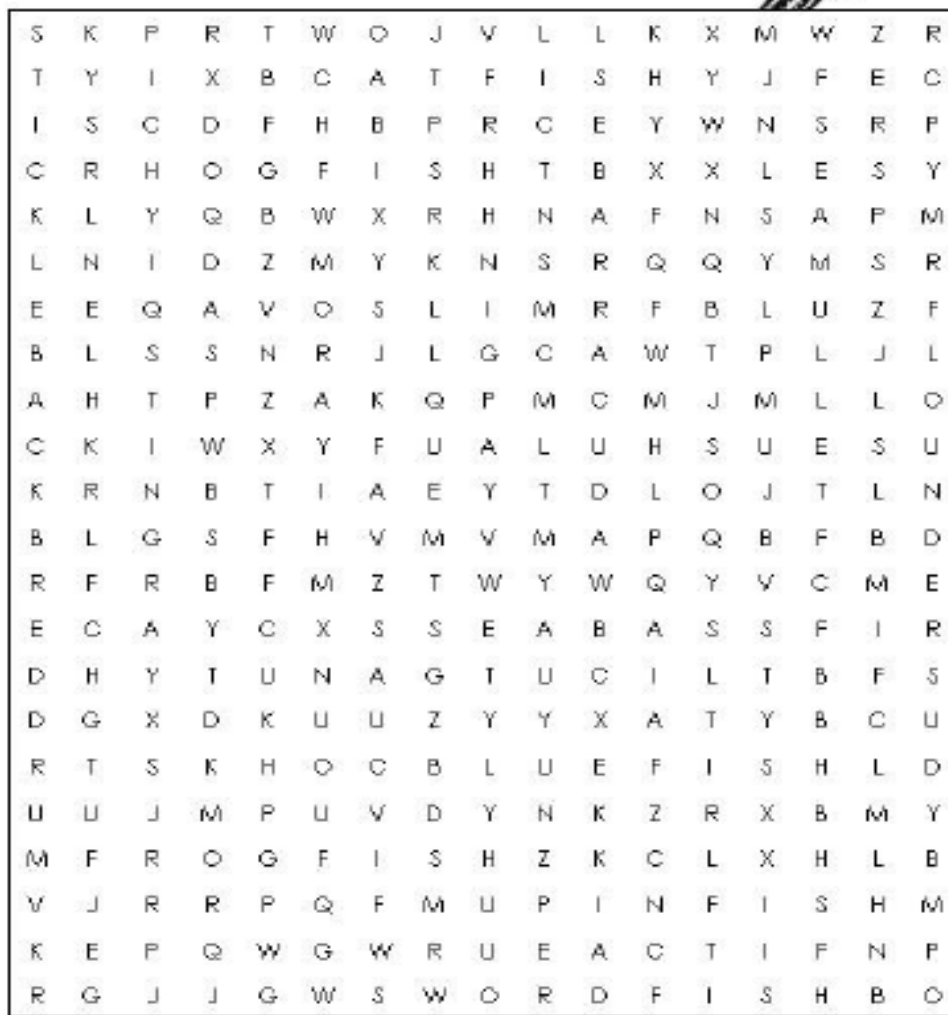 S K P R T W O J V L L K X M W Z R
T Y I X B C A T F I S H Y J F E C
I S C D F H B P R C E Y W N S R P
C R H O G F I S H T B X X L E S Y
K L Y Q B W X R H N A F N S A P M
L N I D Z M Y K N S R Q Q Y M S R
E E Q A V O S L I M R F B L U Z F
B L S S N R J L G C A W T P L J L
A H T P Z A K Q P M C M J M L L O
C K I W X Y F U A L U H S U E S U
K R N B T I A E Y T D L O J T L N
B L G S F H V M V M A P Q B F B D
R F R B F M Z T W Y W Q Y V C M E
E C A Y C X S S E A B A S S F I R
D H Y T U N A G T U C I L T B F S
D G X D K U U Z Y Y X A T Y B C U
R T S K H O C B L U E F I S H L D
U U J M P U V D Y N K Z R X B M Y
M F R O G F I S H Z K C L X H L B
V J R R P Q F M U P I N F I S H M
K E P Q W G W R U E A C T I F N P
R G J J G W S W O R D F I S H B O